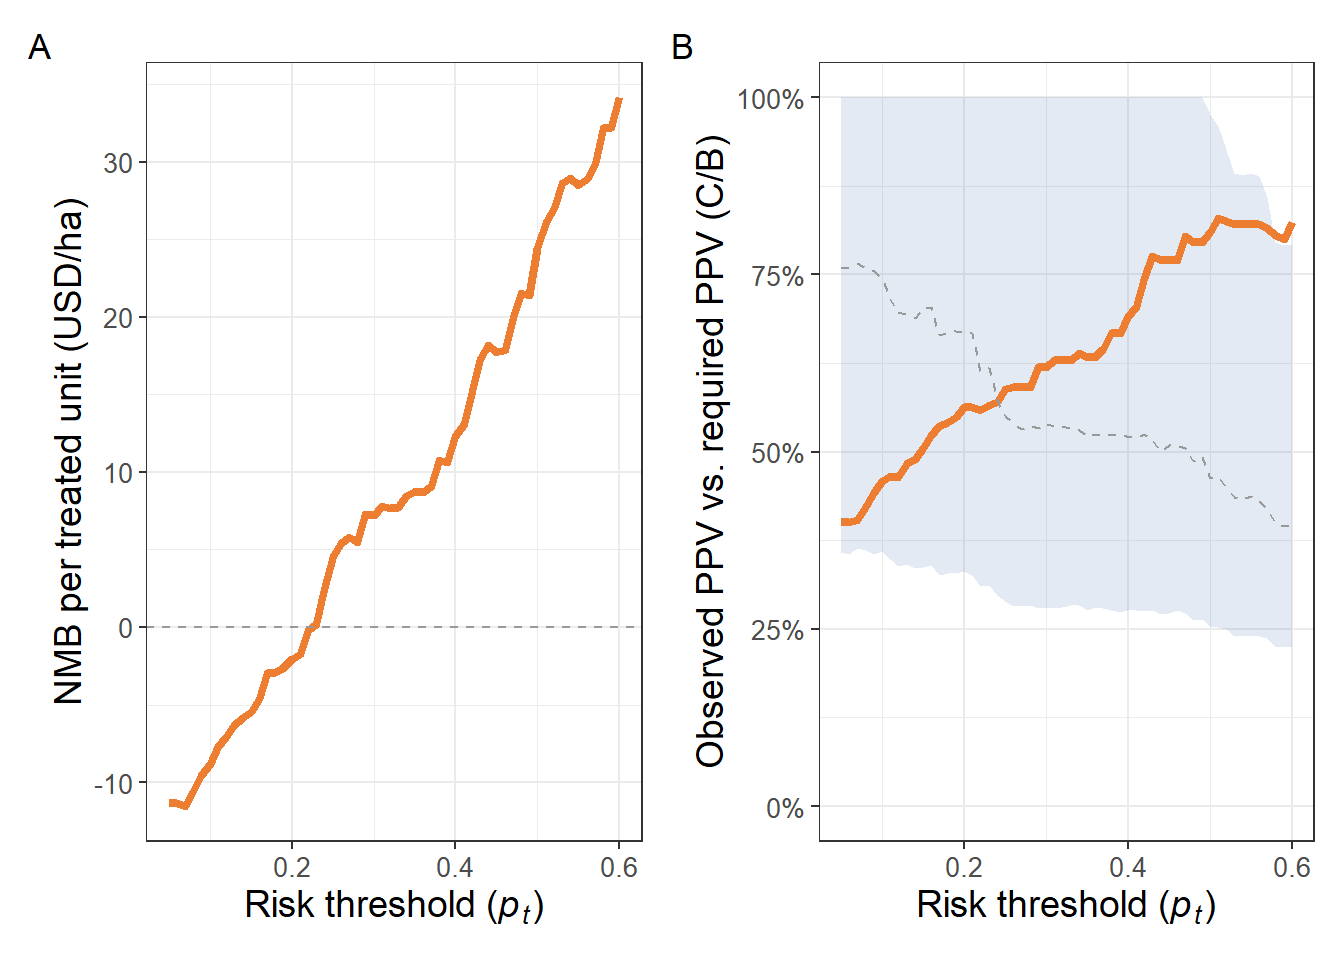 A
NMB per treated unit (USD/ha)
30
20
10
0
-10
0.2 0.4 0.6
Risk threshold (pt)
B
Observed PPV vs. required PPV (C/B)
100%
75%
50%
25%
0%
0.2 0.4 0.6
Risk threshold (pt)